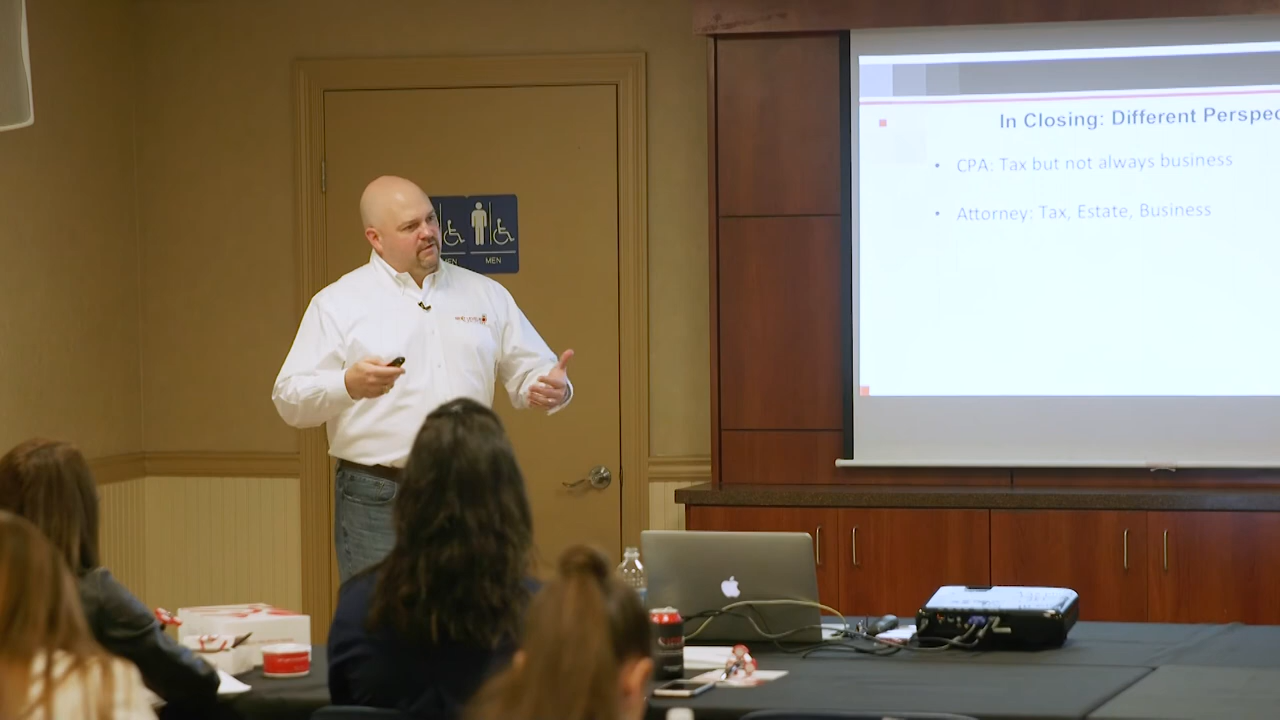 In Closing: Different Perspec
• CPA: Tax but not always business
• Attorney: Tax, Estate, Business
MEN